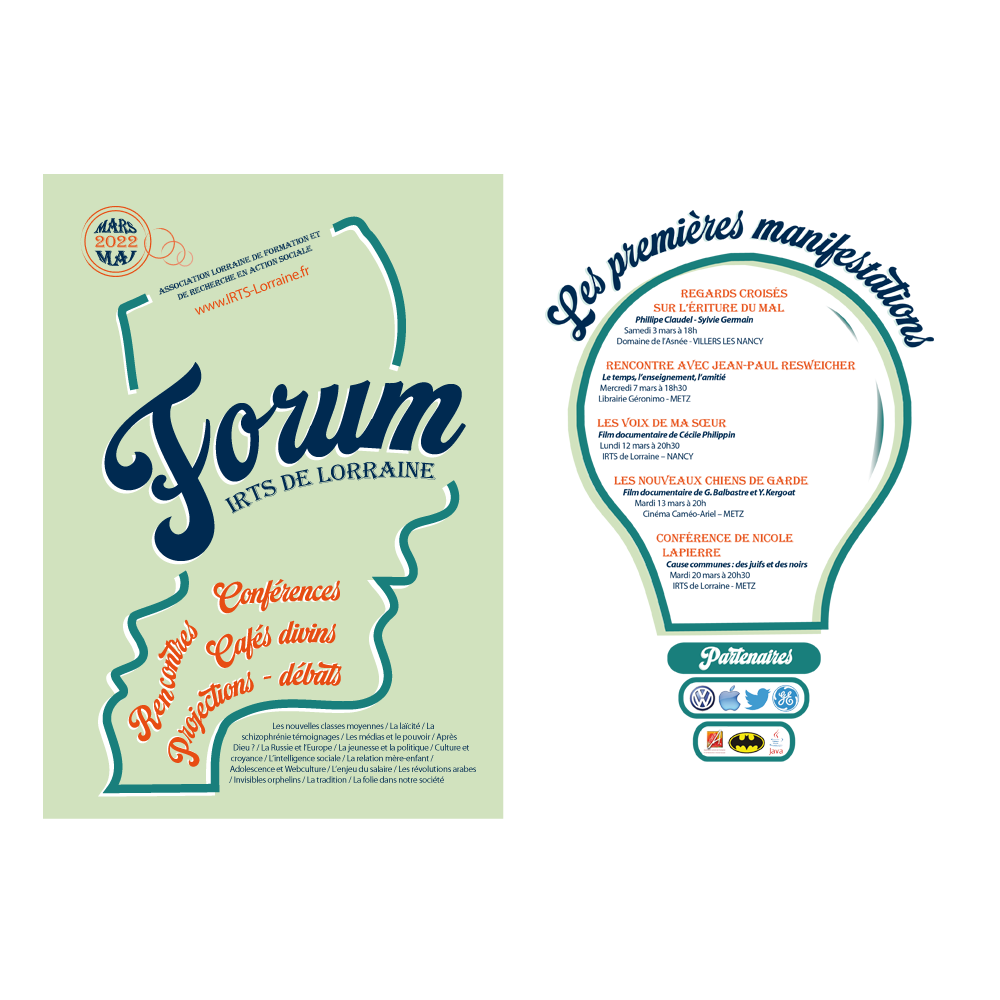 MARS
2022
MAI
ASSOCIATION LORRAINE DE FORMATION ET
DE RECHERCHE EN ACTION SOCIALE
www.IRTS-Lorraine.fr
Forum
IRTS DE LORRAINE
Conférences
Cafés divins
Rencontres
Projections - débats
Les nouvelles classes moyennes / La laïcité / La
schizophrénie témoignages / Les médias et le pouvoir / Après
Dieu ? / La Russie et l'Europe / La jeunesse et la politique / Culture et
croyance / L'intelligence sociale / La relation mère-enfant /
Adolescence et Webculture / L'enjeu du salaire / Les révolutions arabes
/ Invisibles orphelins / La tradition / La folie dans notre société
Les premières manifestations
REGARDS CROISÉS
SUR L'ÉRITURE DU MAL
Phillipe Claudel - Sylvie Germain
Samedi 3 mars à 18h
Domaine de l'Asnée - VILLERS LES NANCY
RENCONTRE AVEC JEAN-PAUL RESWEICHER
Le temps, l'enseignement, l'amitié
Mercredi 7 mars à 18h30
Librairie Géronimo - METZ
LES VOIX DE MA SŒUR
Film documentaire de Cécile Philippin
Lundi 12 mars à 20h30
IRTS de Lorraine – NANCY
LES NOUVEAUX CHIENS DE GARDE
Film documentaire de G. Balbastre et Y. Kergoat
Mardi 13 mars à 20h
Cinéma Caméo-Ariel – METZ
CONFÉRENCE DE NICOLE
LAPIERRE
Cause communes : des juifs et des noirs
Mardi 20 mars à 20h30
IRTS de Lorraine - METZ
Partenaires
VW
GE
Java